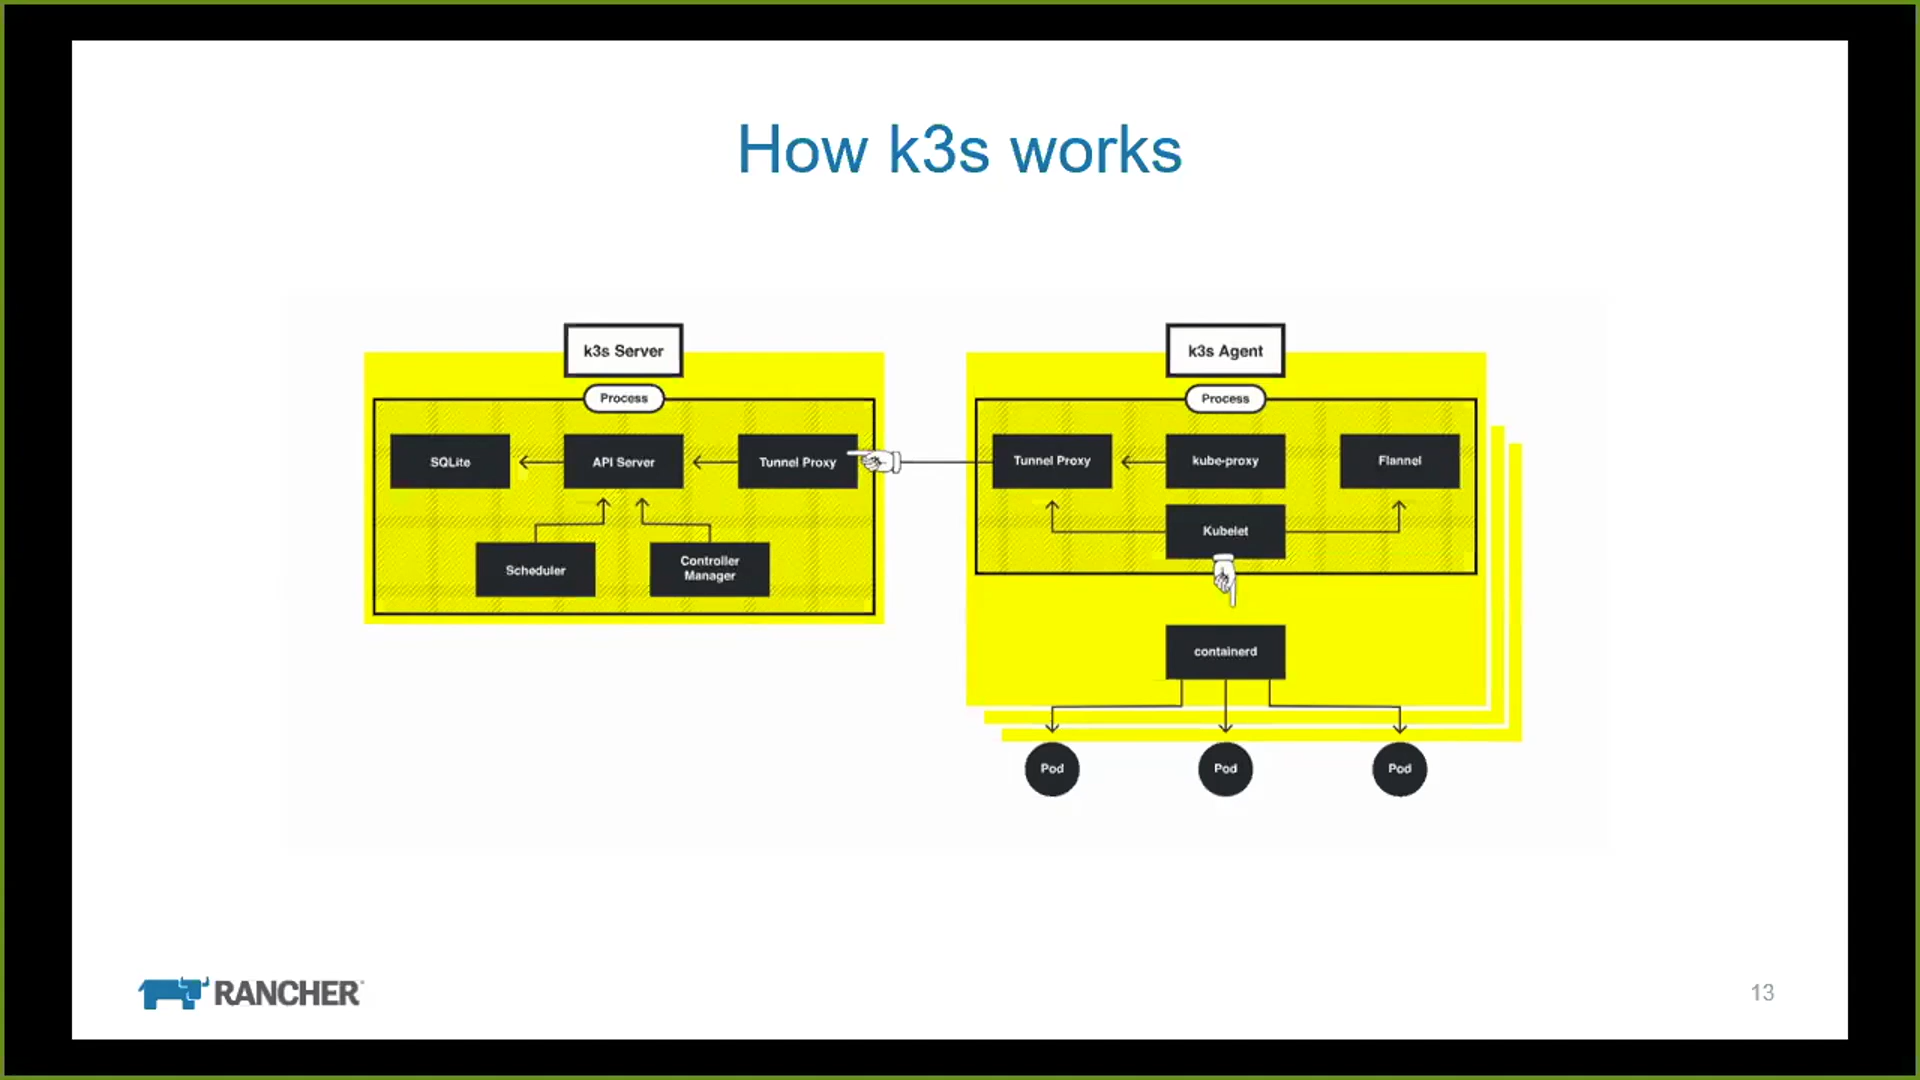 How k3s works
k3s Server
Process
SQLite
API Server
Tunnel Proxy
Scheduler
Controller
Manager
k3s Agent
Process
Tunnel Proxy
kube-proxy
Flannel
Kubelet
containerd
Pod
Pod
Pod
RANCHER
13